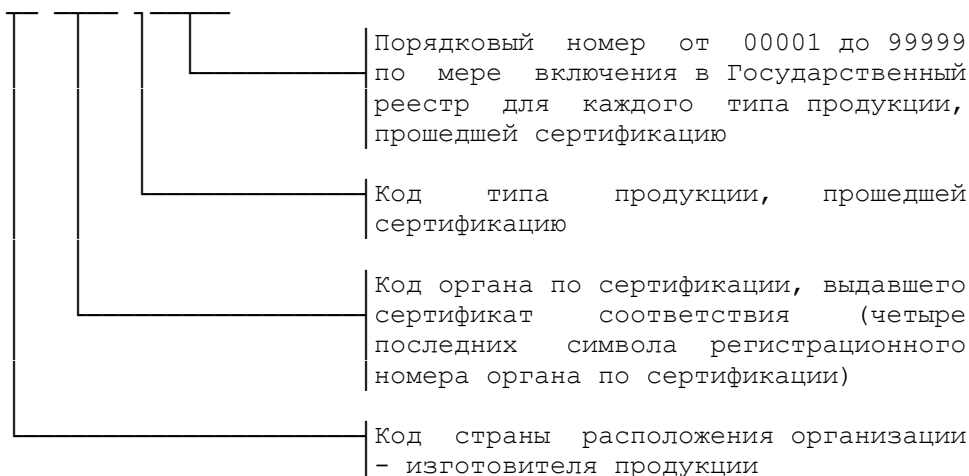 Порядковый номер от 00001 до 99999
по мере включения в Государственный
реестр для каждого типа продукции,
прошедшей сертификацию
Код типа продукции, прошедшей
сертификацию
Код органа по сертификации, выдавшего
сертификат соответствия (четыре
последних символа регистрационного
номера органа по сертификации)
Код страны расположения организации
- изготовителя продукции